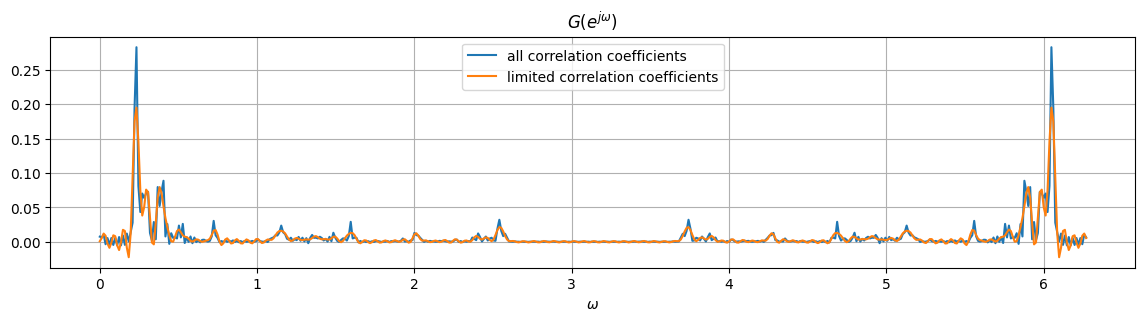 G(e^{jω})
all correlation coefficients
limited correlation coefficients
0.25
0.20
0.15
0.10
0.05
0.00
0 1 2 3 4 5 6
ω